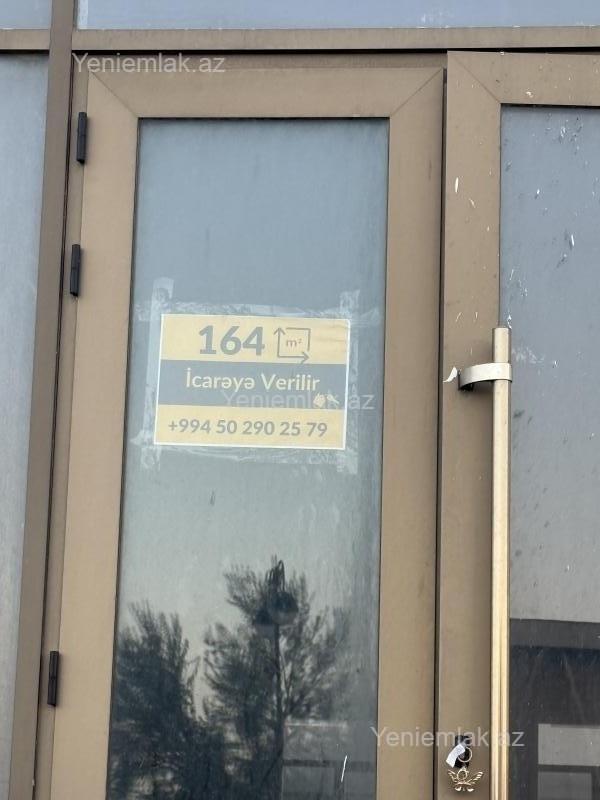 Yeniemlak.az
164 m²
İcarəyə Verilir
Yeniemlak.az
+994 50 290 25 79
Yeniemlak.az